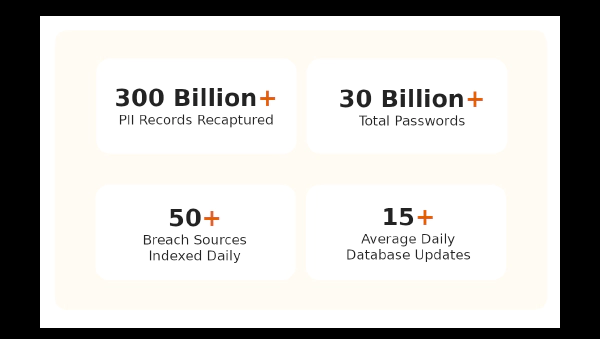 300 Billion+
PII Records Recaptured
30 Billion+
Total Passwords
50+
Breach Sources
Indexed Daily
15+
Average Daily
Database Updates